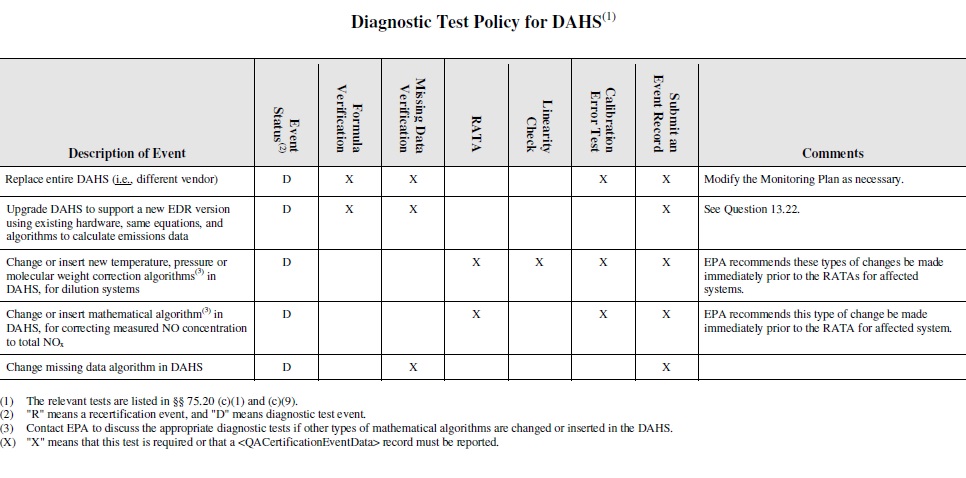 Diagnostic Test Policy for DAHS(1)
Description of Event
Event
Status(2)
Formula
Verification
Missing Data
Verification
RATA
Linearity
Check
Calibration
Error Test
Submit an
Event Record
Comments
Replace entire DAHS (i.e., different vendor) D X X X X Modify the Monitoring Plan as necessary.
Upgrade DAHS to support a new EDR version
using existing hardware, same equations, and
algorithms to calculate emissions data
D X X X See Question 13.22.
Change or insert new temperature, pressure or
molecular weight correction algorithms(3) in
DAHS, for dilution systems
D X X X X
EPA recommends these types of changes be made
immediately prior to the RATAs for affected
systems.
Change or insert mathematical algorithm(3) in
DAHS, for correcting measured NO concentration
to total NOx
D X X X
EPA recommends this type of change be made
immediately prior to the RATA for affected system.
Change missing data algorithm in DAHS D X X
(1) The relevant tests are listed in §§ 75.20 (c)(1) and (c)(9).
(2) "R" means a recertification event, and "D" means diagnostic test event.
(3) Contact EPA to discuss the appropriate diagnostic tests if other types of mathematical algorithms are changed or inserted in the DAHS.
(X) "X" means that this test is required or that a <QACertificationEventData> record must be reported.